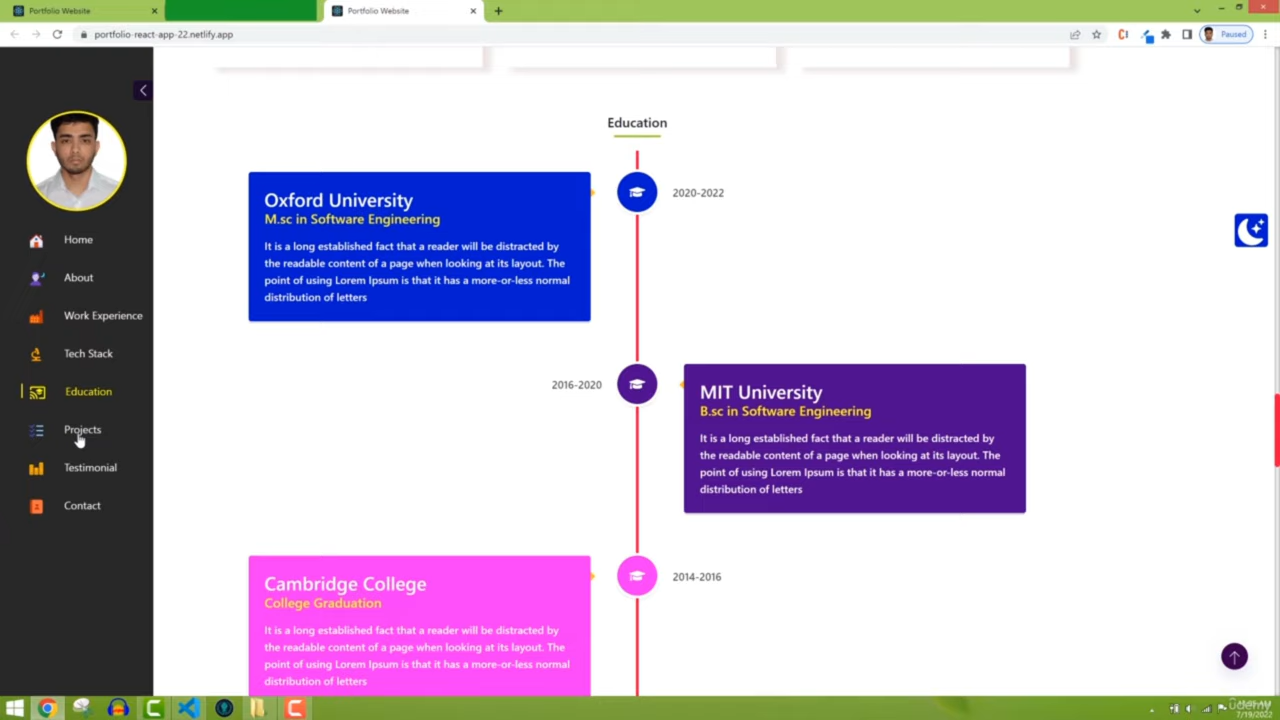 Portfolio Website
Portfolio Website
portfolio-react-app-22.netlify.app
Paused
Home
About
Work Experience
Tech Stack
Education
Projects
Testimonial
Contact
Education
Oxford University
M.sc in Software Engineering
It is a long established fact that a reader will be distracted by
the readable content of a page when looking at its layout. The
point of using Lorem Ipsum is that it has a more-or-less normal
distribution of letters
2020-2022
2016-2020
MIT University
B.sc in Software Engineering
It is a long established fact that a reader will be distracted by
the readable content of a page when looking at its layout. The
point of using Lorem Ipsum is that it has a more-or-less normal
distribution of letters
Cambridge College
College Graduation
It is a long established fact that a reader will be distracted by
the readable content of a page when looking at its layout. The
point of using Lorem Ipsum is that it has a more-or-less normal
distribution of letters
2014-2016
udemy
7/19/2022